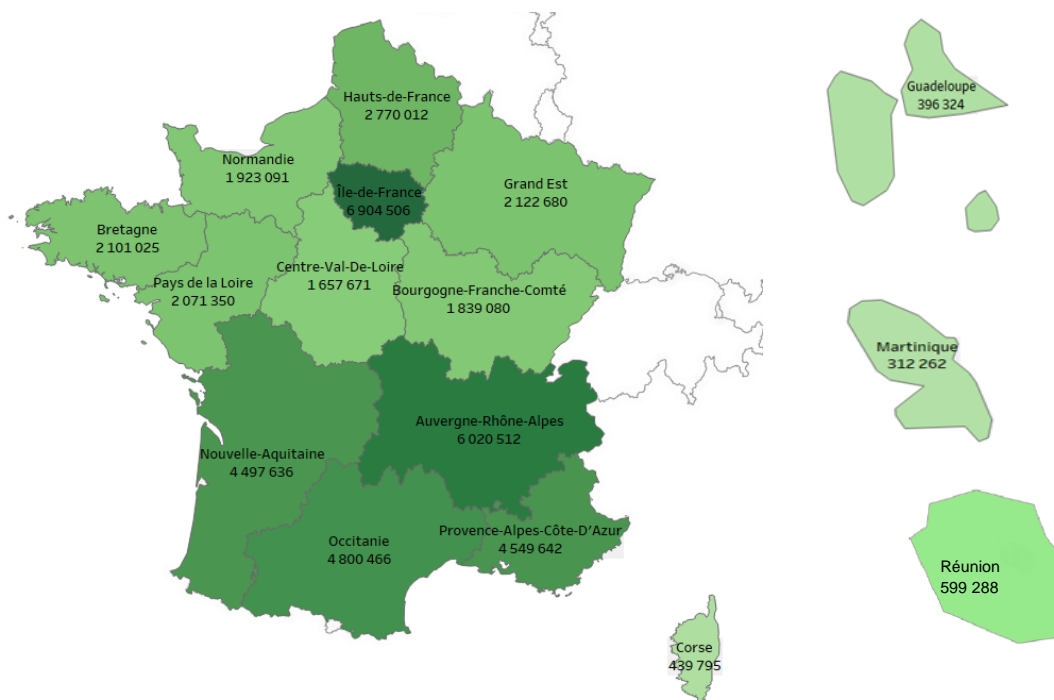 Hauts-de-France
2 770 012
Normandie
1 923 091
Île-de-France
6 904 506
Grand Est
2 122 680
Bretagne
2 101 025
Pays de la Loire
2 071 350
Centre-Val-De-Loire
1 657 671
Bourgogne-Franche-Comté
1 839 080
Auvergne-Rhône-Alpes
6 020 512
Nouvelle-Aquitaine
4 497 636
Occitanie
4 800 466
Provence-Alpes-Côte-D'Azur
4 549 642
Corse
439 795
Guadeloupe
396 324
Martinique
312 262
Réunion
599 288